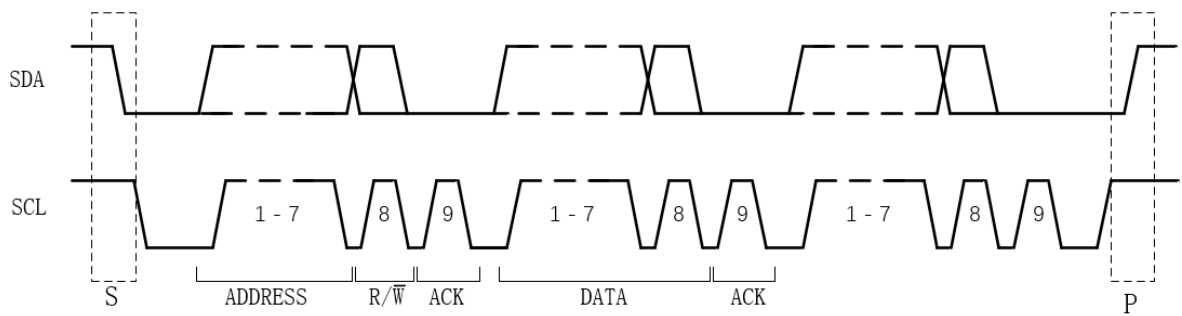 SDA
SCL
1 - 7 8 9 1 - 7 8 9 1 - 7 8 9
S ADDRESS R/W̅ ACK DATA ACK P